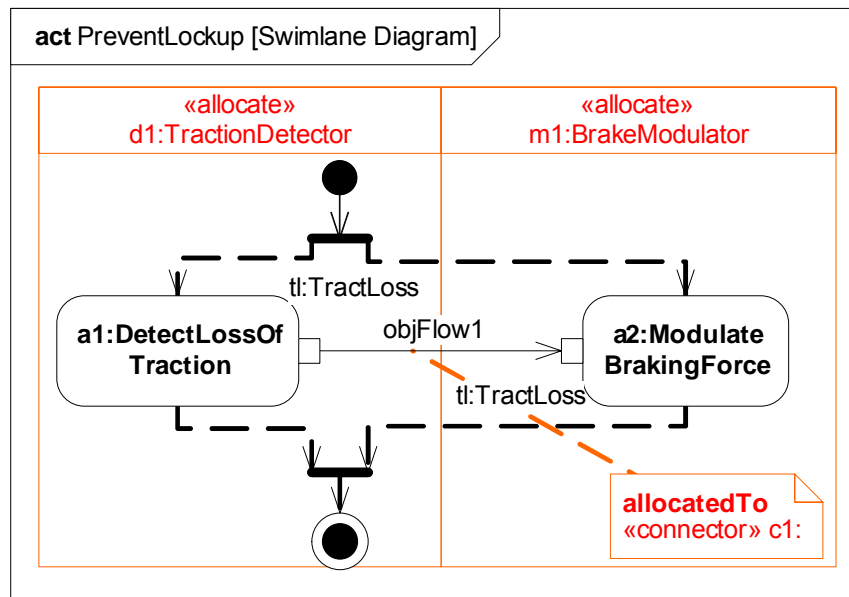 act PreventLockup [Swimlane Diagram]
«allocate»
d1:TractionDetector
«allocate»
m1:BrakeModulator
tl:TractLoss
a1:DetectLossOf
Traction
objFlow1
a2:Modulate
BrakingForce
tl:TractLoss
allocatedTo
«connector» c1: